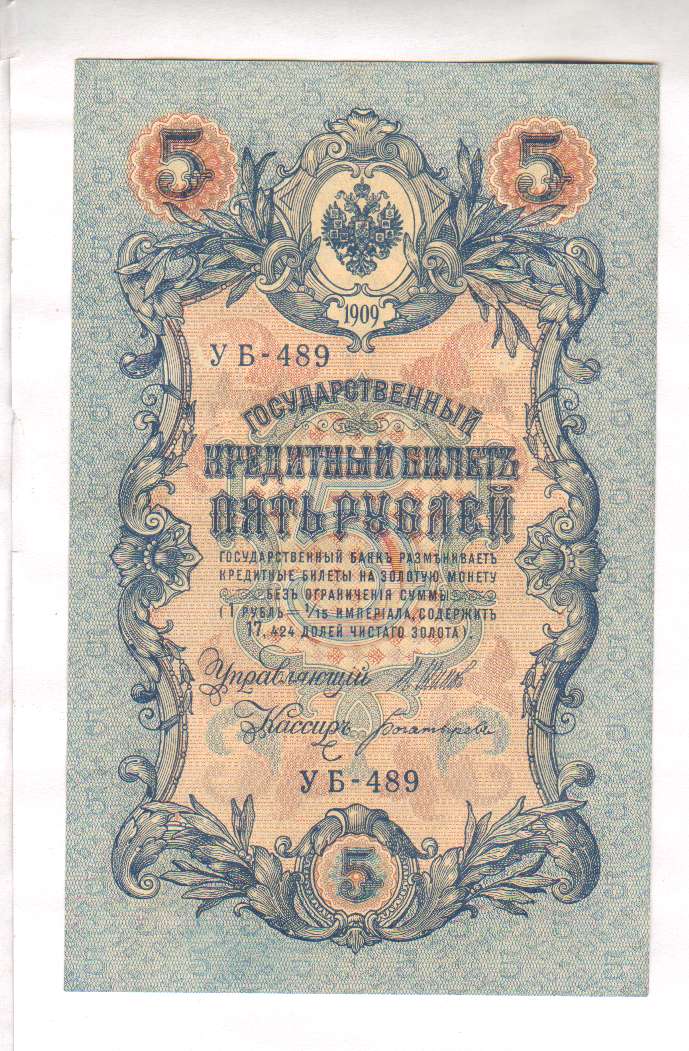 5 5
1909
УБ-489
ГОСУДАРСТВЕННЫЙ
КРЕДИТНЫЙ БИЛЕТЪ
ПЯТЬ РУБЛЕЙ
ГОСУДАРСТВЕННЫЙ БАНКЪ РАЗМѢНИВАЕТЪ
КРЕДИТНЫЕ БИЛЕТЫ НА ЗОЛОТУЮ МОНЕТУ
БЕЗЪ ОГРАНИЧЕНІЯ СУММЫ
(1 РУБЛЬ = 1/15 ИМПЕРІАЛА, СОДЕРЖИТЪ
17,424 ДОЛЕЙ ЧИСТАГО ЗОЛОТА).
Управляющій
Кассиръ Богатыревъ
УБ-489
5